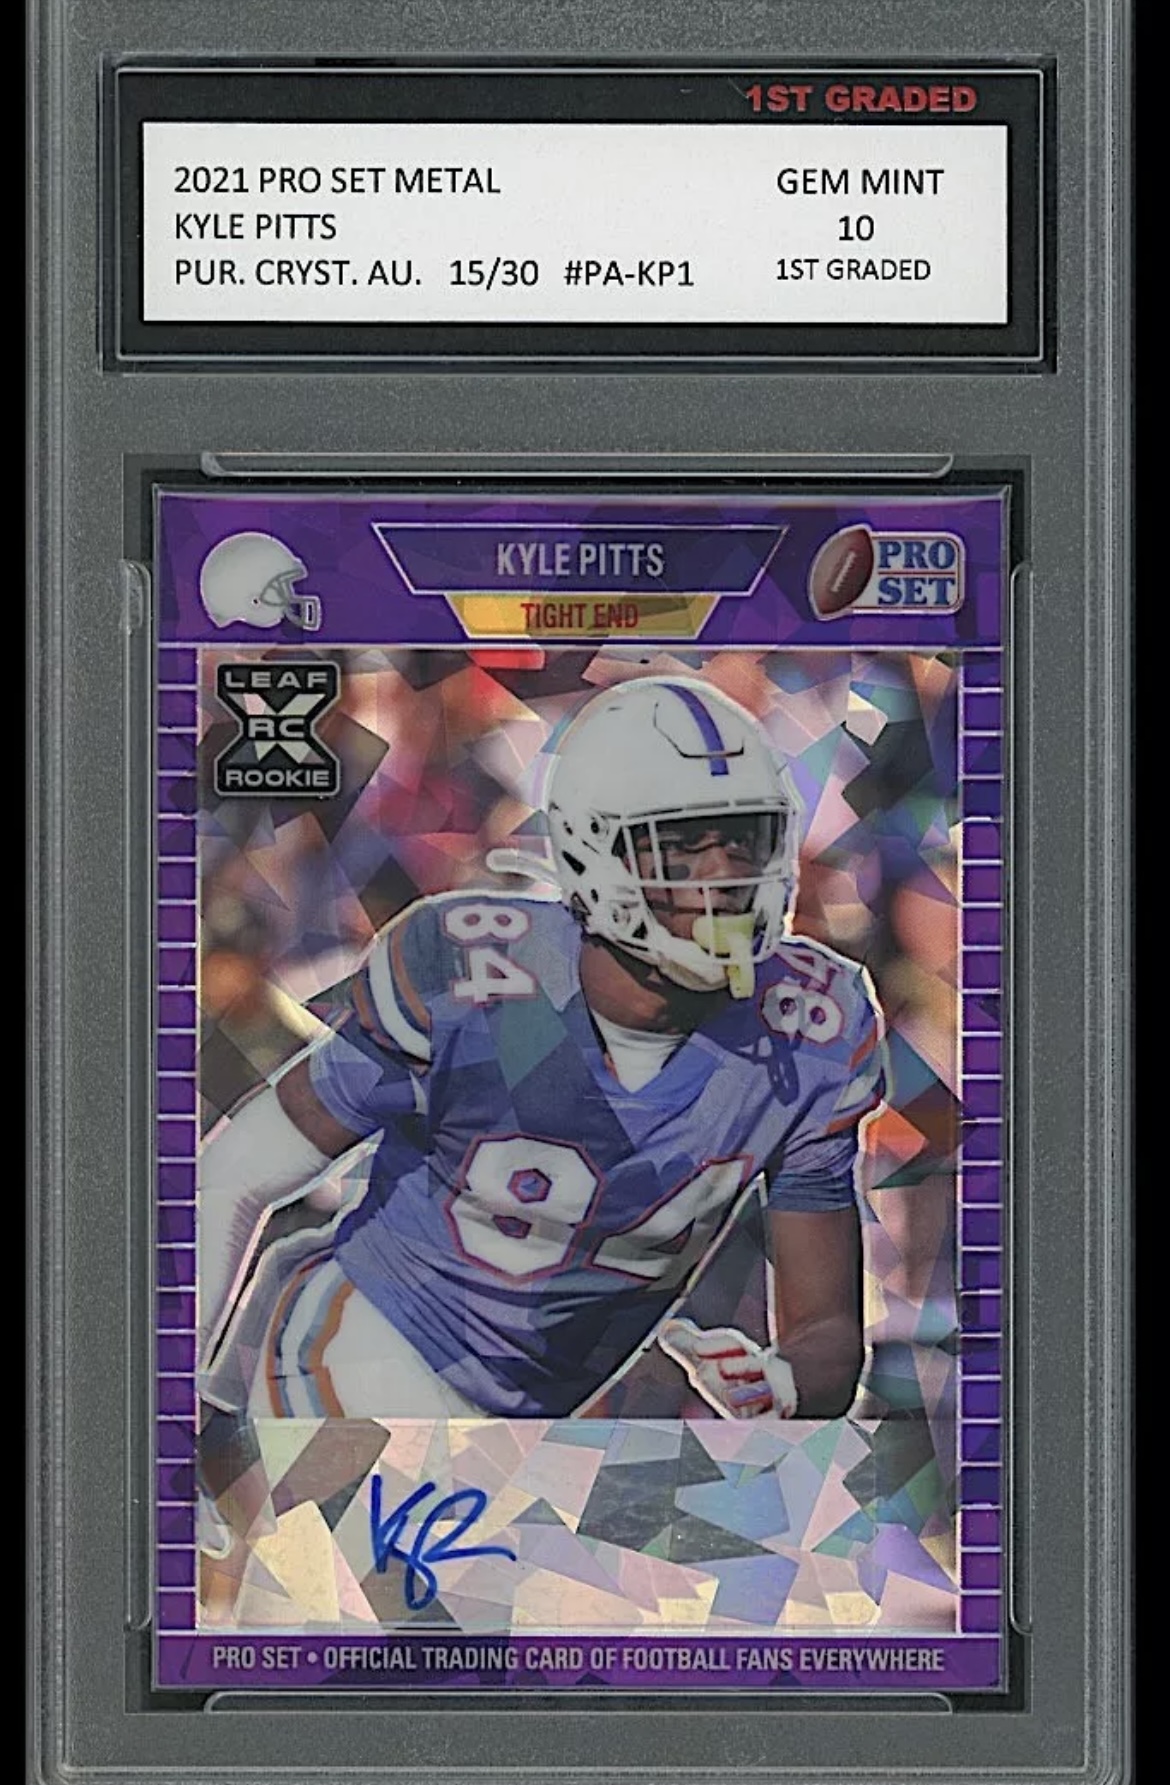 1ST GRADED
2021 PRO SET METAL
KYLE PITTS
PUR. CRYST. AU. 15/30 #PA-KP1
GEM MINT
10
1ST GRADED
KYLE PITTS
TIGHT END
PRO
SET
LEAF
RC
ROOKIE
84
84
84
PRO SET • OFFICIAL TRADING CARD OF FOOTBALL FANS EVERYWHERE